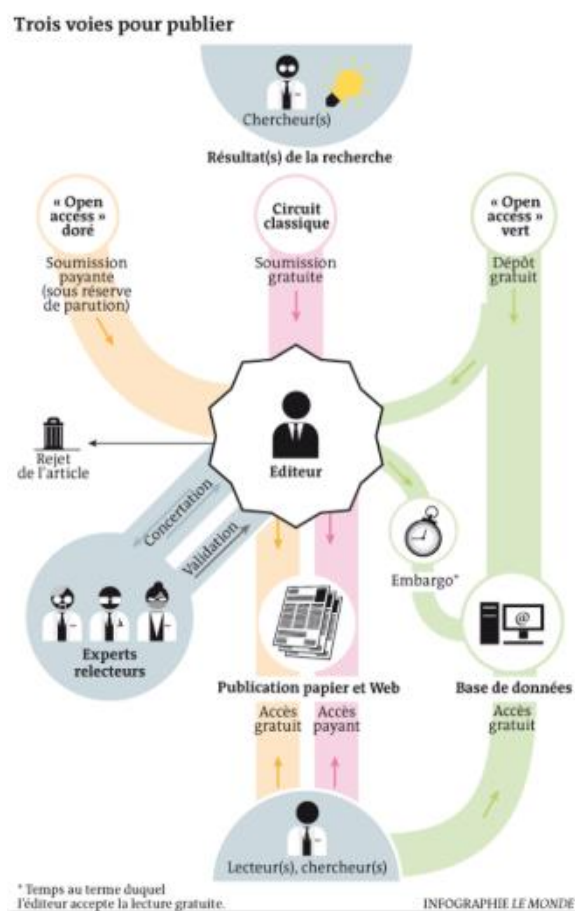 Trois voies pour publier
Chercheur(s)
Résultat(s) de la recherche
« Open
access »
doré
Circuit
classique
« Open
access »
vert
Soumission
payante
(sous réserve
de parution)
Soumission
gratuite
Dépôt
gratuit
Editeur
Rejet
de l'article
Concertation
Validation
Embargo*
@
Experts
relecteurs
Publication papier et Web
Base de données
Accès
gratuit
Accès
payant
Accès
gratuit
Lecteur(s), chercheur(s)
* Temps au terme duquel
l'éditeur accepte la lecture gratuite.
INFOGRAPHIE LE MONDE